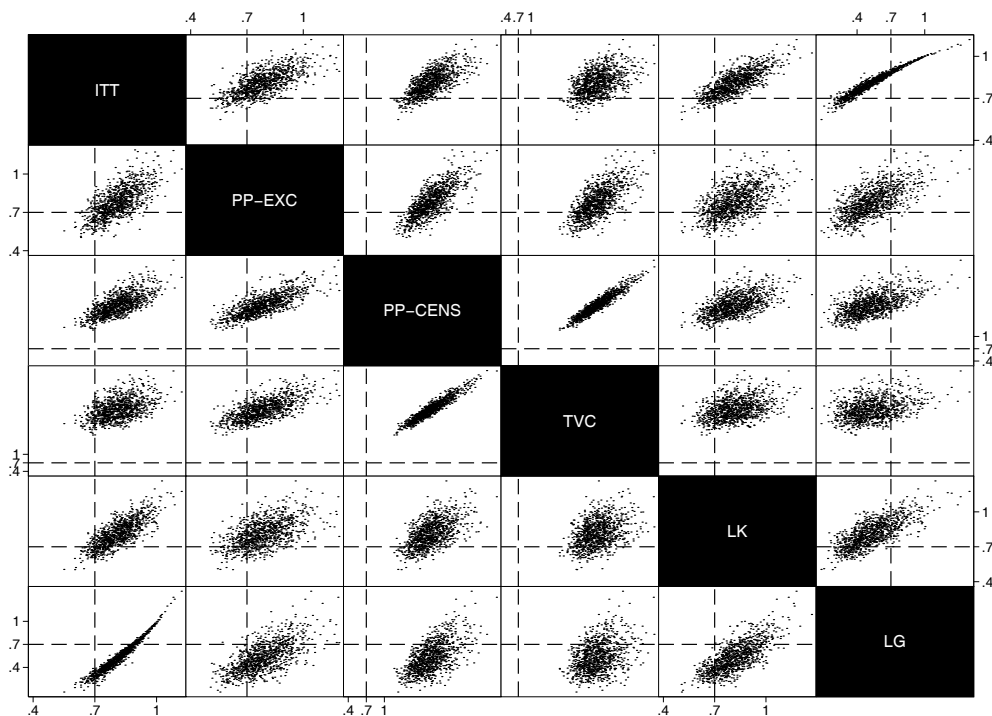 .4 .7 1 .4 .7 1 .4 .7 1
ITT 1 .7 .4
1 .7 .4 PP−EXC
PP−CENS 1 .7 .4
1 .7 .4 TVC
LK 1 .7 .4
1 .7 .4 LG
.4 .7 1 .4 .7 1 .4 .7 1